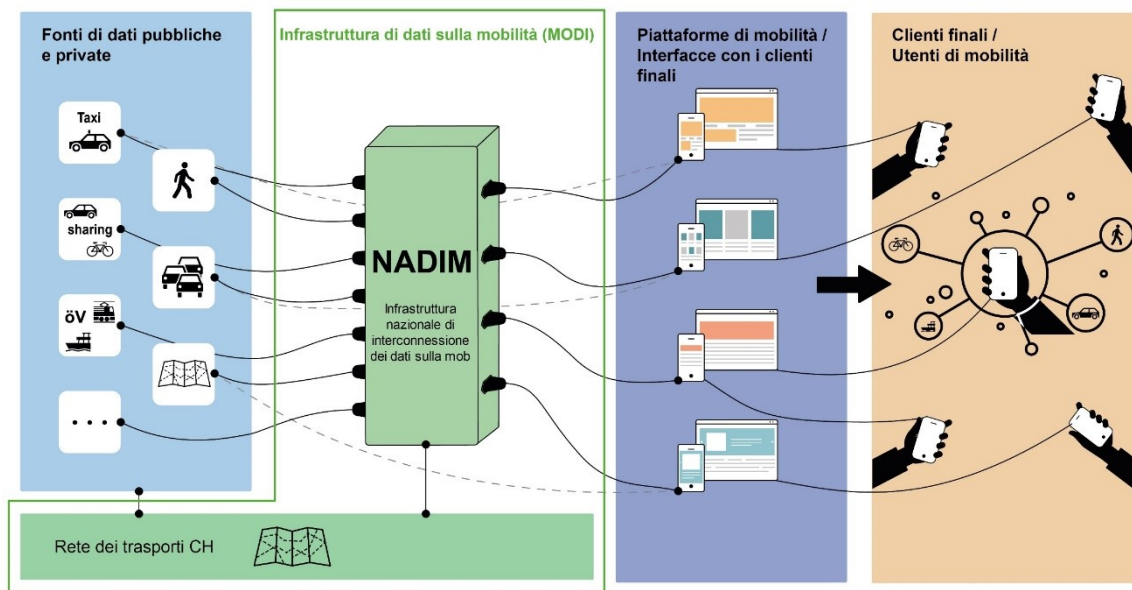 Fonti di dati pubbliche
e private
Infrastruttura di dati sulla mobilità (MODI)
Piattaforme di mobilità /
Interfacce con i clienti
finali
Clienti finali /
Utenti di mobilità
Taxi
sharing
öV
...
NADIM
Infrastruttura
nazionale di
interconnessione
dei dati sulla mob
Rete dei trasporti CH